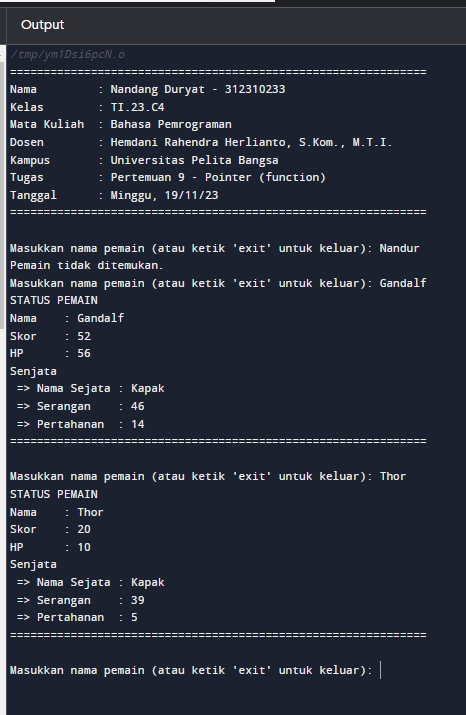 Output
/tmp/ym1Dsi6pcN.o
==============================================================
Nama         : Nandang Duryat - 312310233
Kelas        : TI.23.C4
Mata Kuliah  : Bahasa Pemrograman
Dosen        : Hemdani Rahendra Herlianto, S.Kom., M.T.I.
Kampus       : Universitas Pelita Bangsa
Tugas        : Pertemuan 9 - Pointer (function)
Tanggal      : Minggu, 19/11/23
==============================================================
Masukkan nama pemain (atau ketik 'exit' untuk keluar): Nandur
Pemain tidak ditemukan.
Masukkan nama pemain (atau ketik 'exit' untuk keluar): Gandalf
STATUS PEMAIN
Nama    : Gandalf
Skor    : 52
HP      : 56
Senjata
 => Nama Sejata : Kapak
 => Serangan    : 46
 => Pertahanan  : 14
==============================================================
Masukkan nama pemain (atau ketik 'exit' untuk keluar): Thor
STATUS PEMAIN
Nama    : Thor
Skor    : 20
HP      : 10
Senjata
 => Nama Sejata : Kapak
 => Serangan    : 39
 => Pertahanan  : 5
==============================================================
Masukkan nama pemain (atau ketik 'exit' untuk keluar):